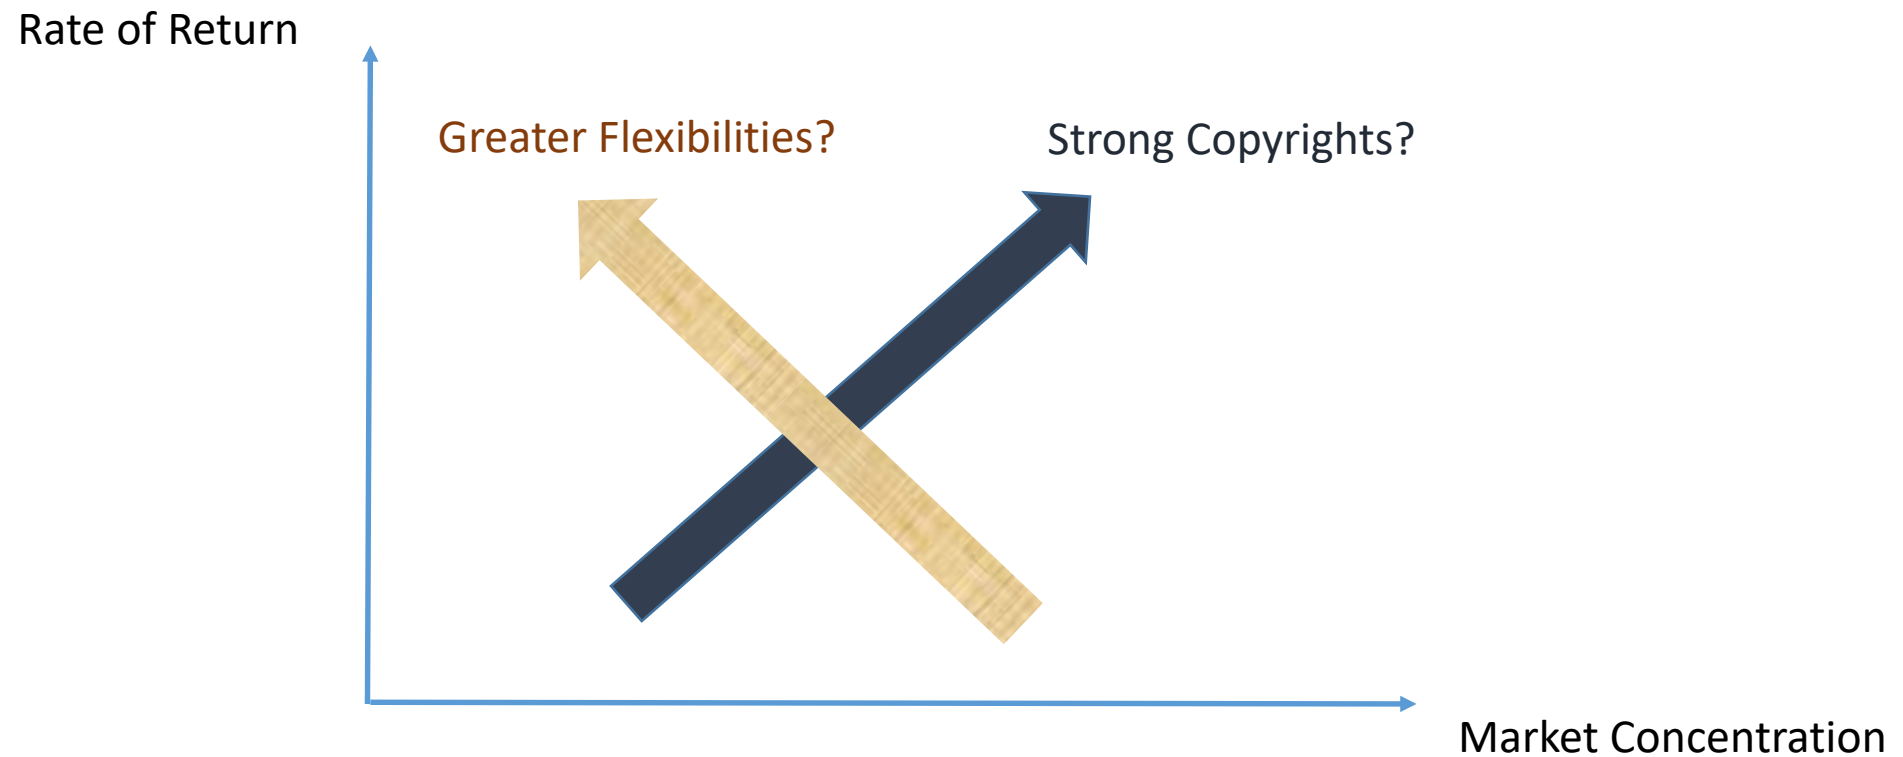 Rate of Return
Greater Flexibilities?
Strong Copyrights?
Market Concentration